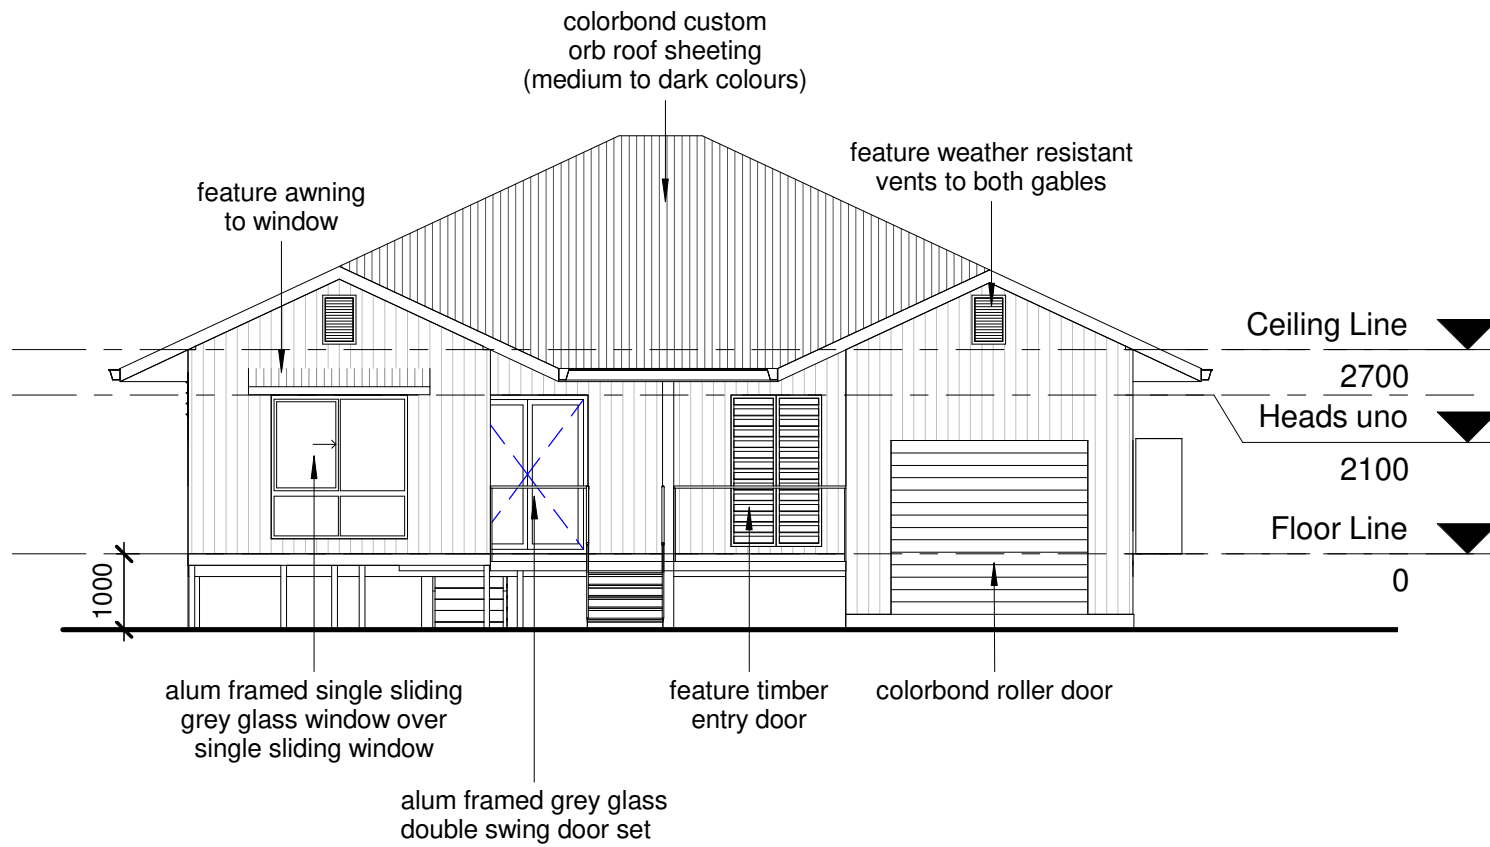 colorbond custom
orb roof sheeting
(medium to dark colours)
feature weather resistant
vents to both gables
feature awning
to window
Ceiling Line
2700
Heads uno
2100
Floor Line
0
1000
alum framed single sliding
grey glass window over
single sliding window
feature timber
entry door
colorbond roller door
alum framed grey glass
double swing door set